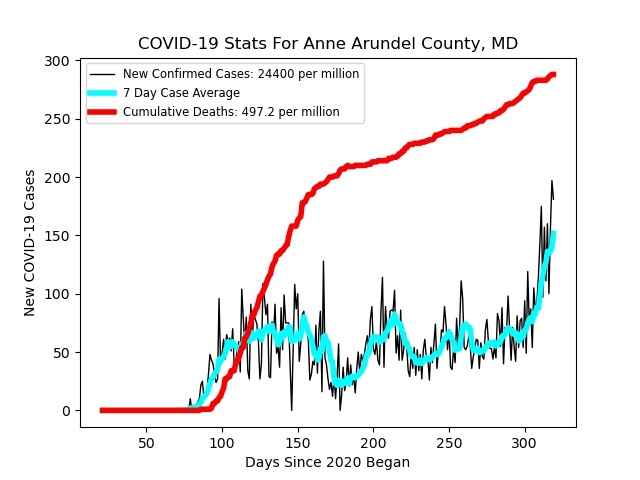 COVID-19 Stats For Anne Arundel County, MD
New Confirmed Cases: 24400 per million
7 Day Case Average
Cumulative Deaths: 497.2 per million
New COVID-19 Cases
300
250
200
150
100
50
0
50
100
150
200
250
300
Days Since 2020 Began